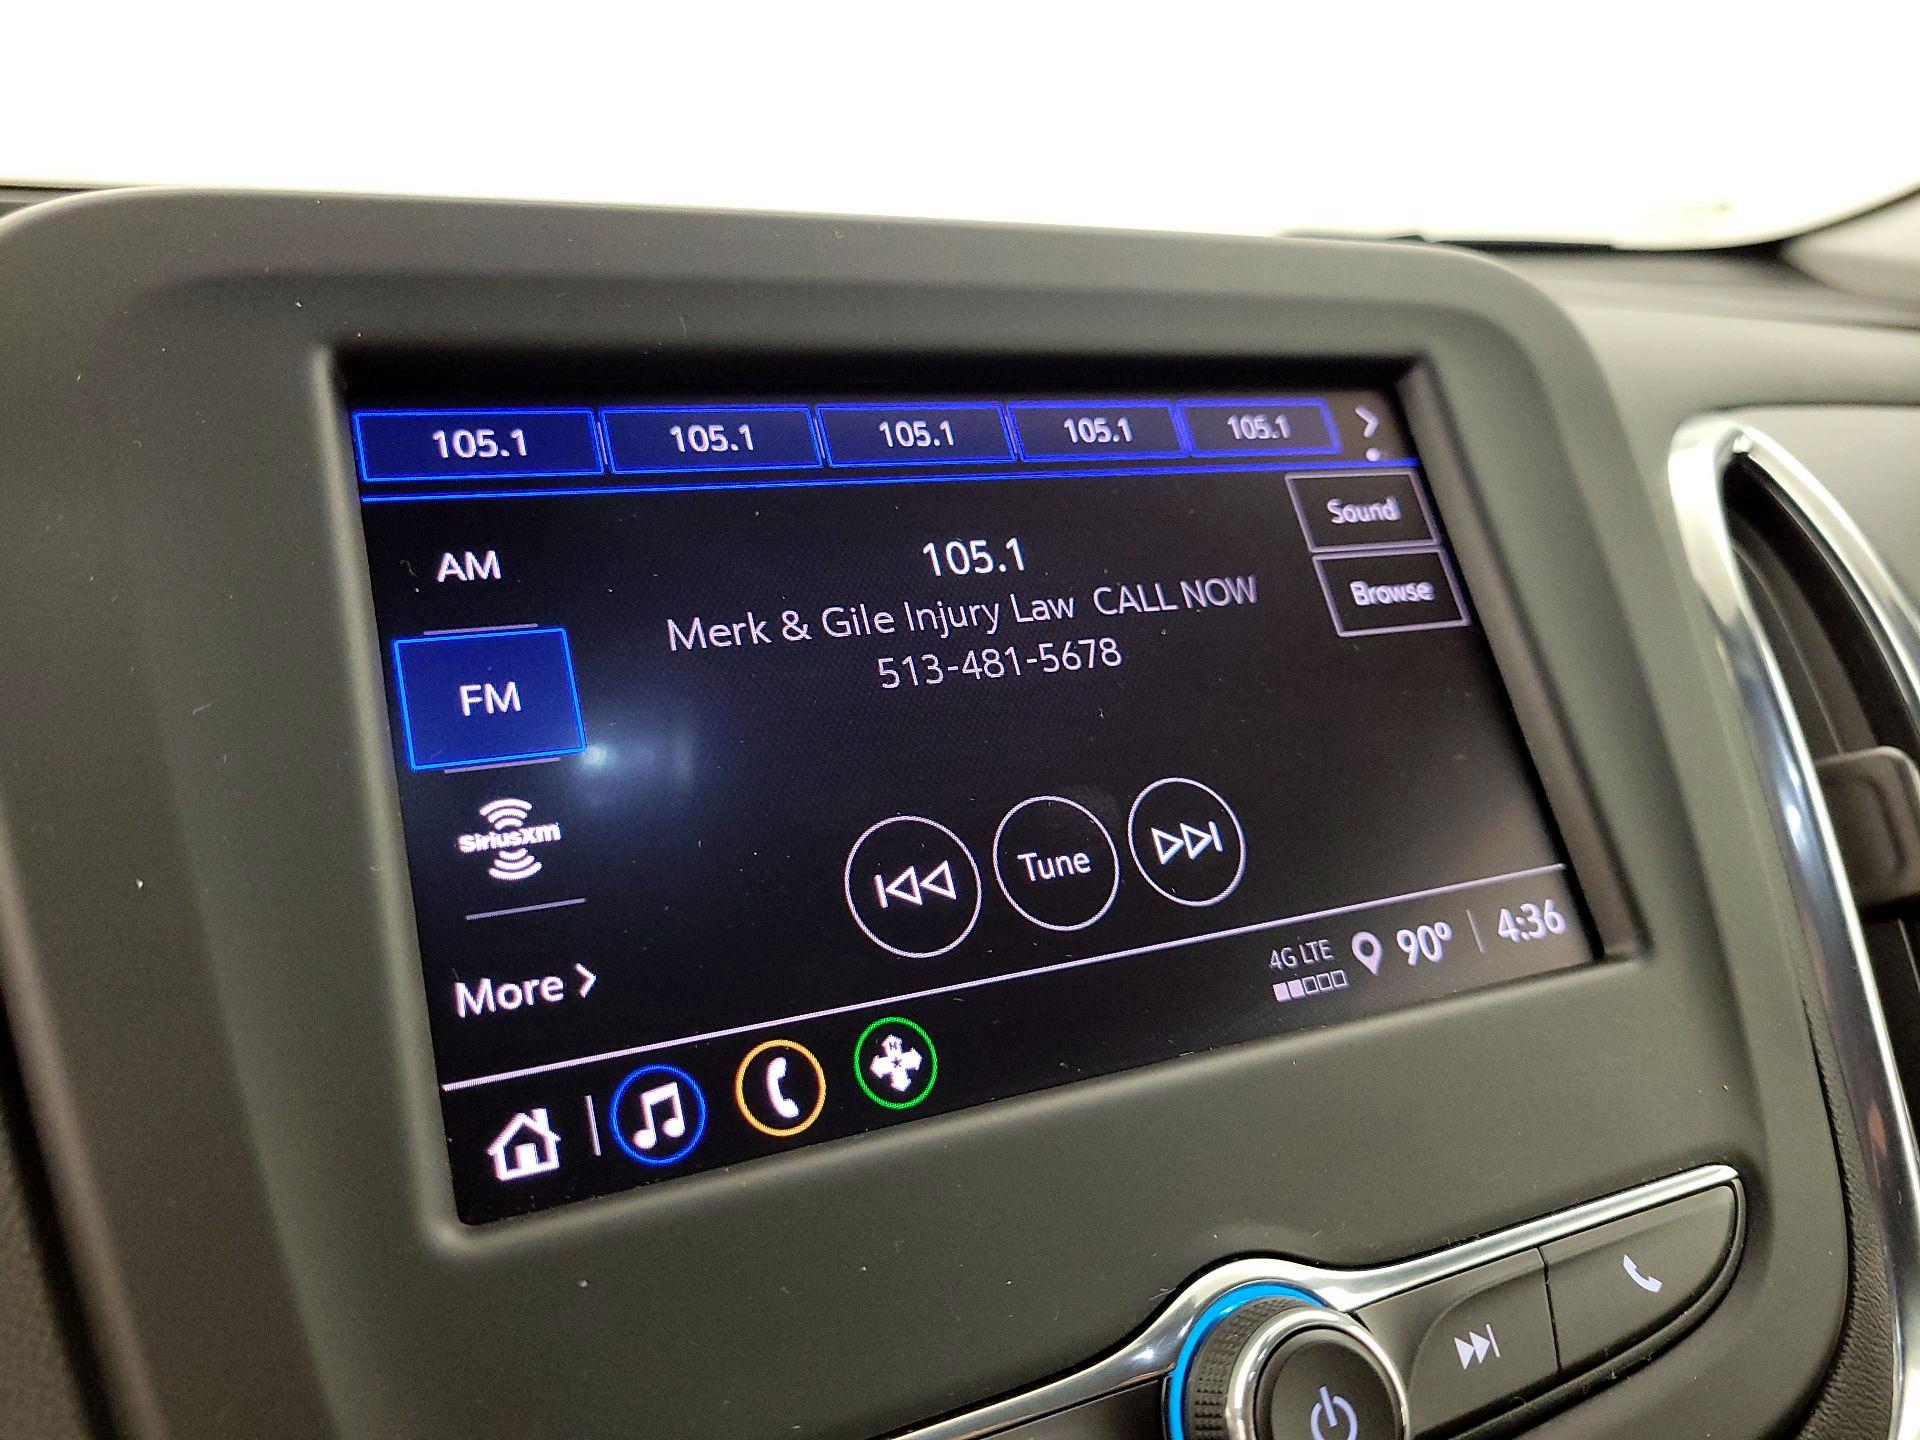 105.1 105.1 105.1 105.1 105.1
Sound
AM
105.1
Browse
Merk & Gile Injury Law CALL NOW
513-481-5678
FM
siriusxm
Tune
More
4G LTE 90° 4:36
N